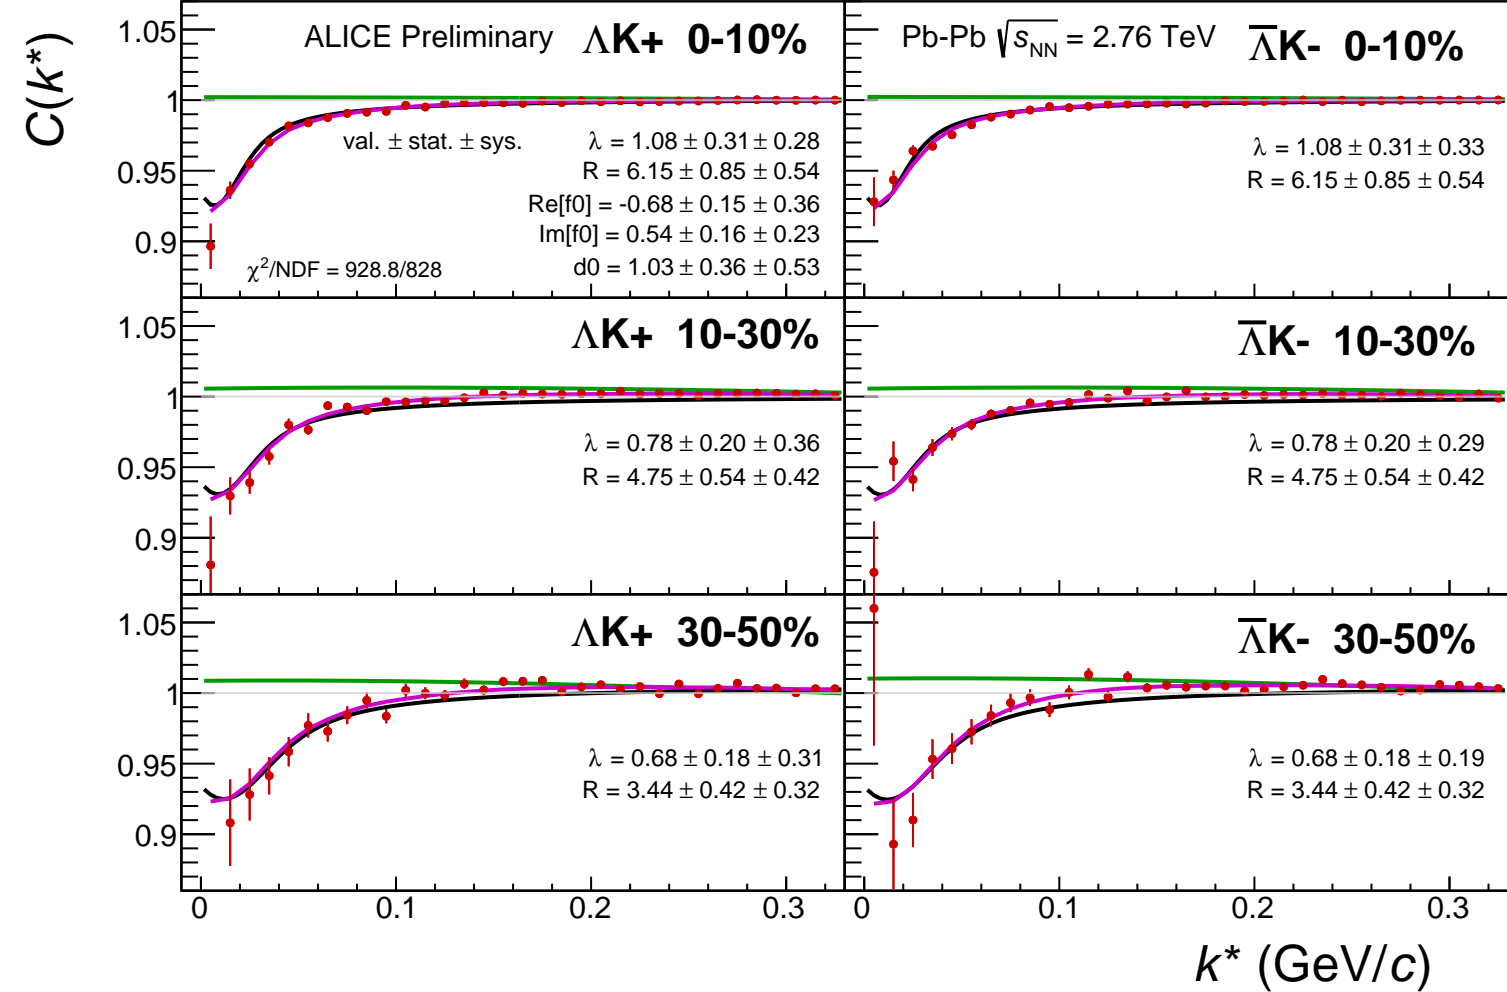 C(k*)
ALICE Preliminary ΛK+ 0-10%
val. ± stat. ± sys.
λ = 1.08 ± 0.31 ± 0.28
R = 6.15 ± 0.85 ± 0.54
Re[f0] = -0.68 ± 0.15 ± 0.36
Im[f0] = 0.54 ± 0.16 ± 0.23
d0 = 1.03 ± 0.36 ± 0.53
χ²/NDF = 928.8/828
1.05
1
0.95
0.9
Pb-Pb √sNN = 2.76 TeV Λ̅K- 0-10%
λ = 1.08 ± 0.31 ± 0.33
R = 6.15 ± 0.85 ± 0.54
ΛK+ 10-30%
λ = 0.78 ± 0.20 ± 0.36
R = 4.75 ± 0.54 ± 0.42
1.05
1
0.95
0.9
Λ̅K- 10-30%
λ = 0.78 ± 0.20 ± 0.29
R = 4.75 ± 0.54 ± 0.42
ΛK+ 30-50%
λ = 0.68 ± 0.18 ± 0.31
R = 3.44 ± 0.42 ± 0.32
1.05
1
0.95
0.9
Λ̅K- 30-50%
λ = 0.68 ± 0.18 ± 0.19
R = 3.44 ± 0.42 ± 0.32
0 0.1 0.2 0.3
0 0.1 0.2 0.3
k* (GeV/c)